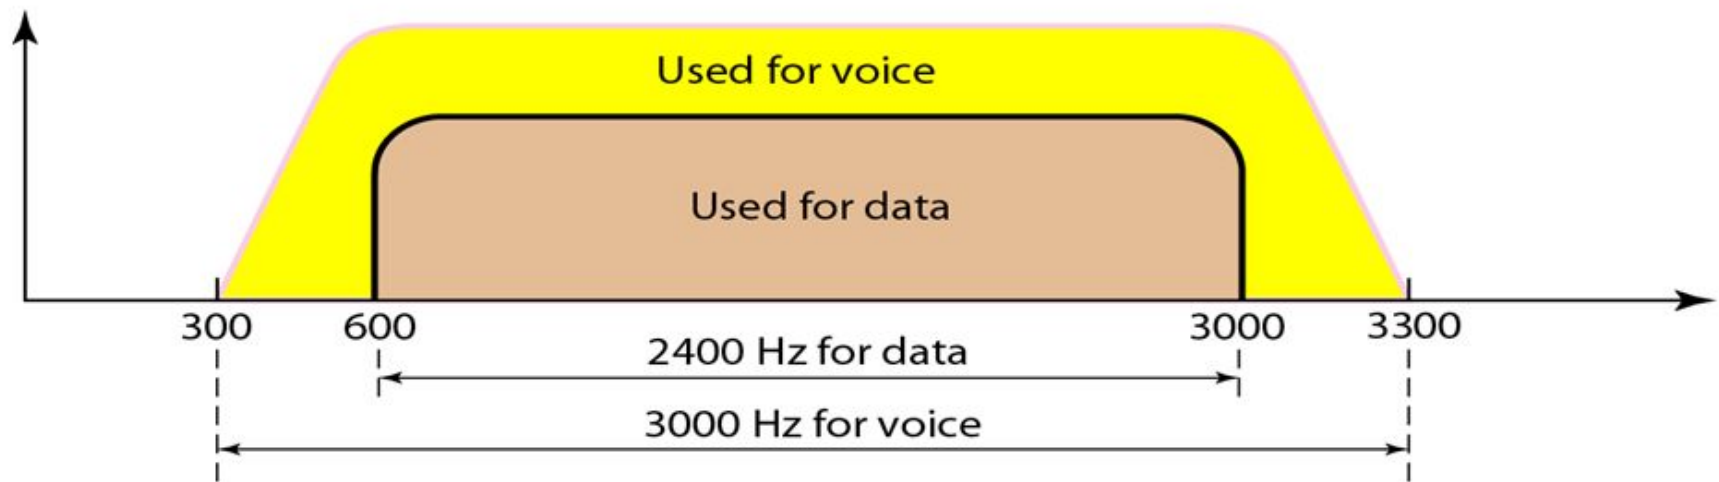 Used for voice
Used for data
300 600 3000 3300
2400 Hz for data
3000 Hz for voice